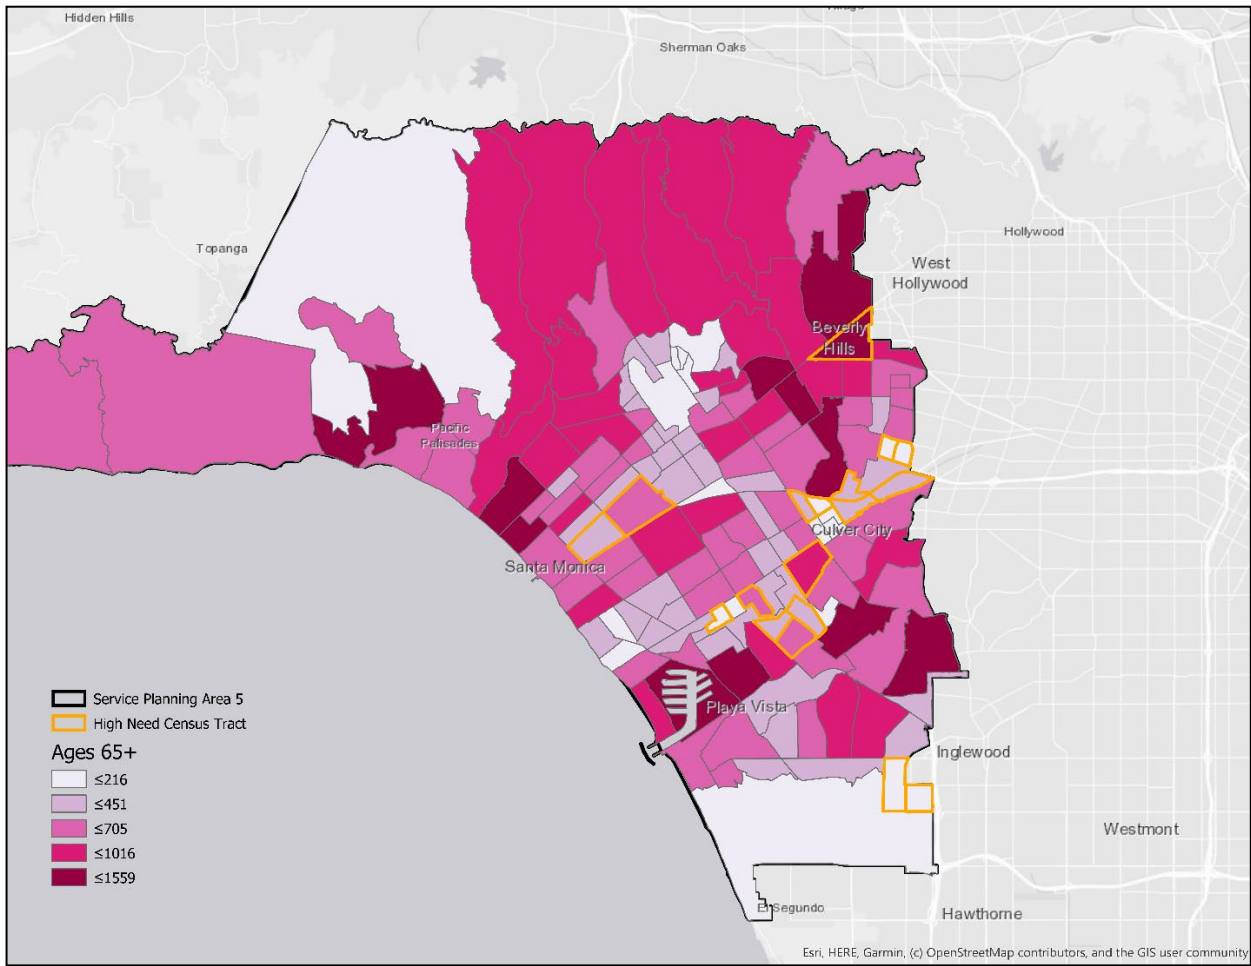 Hidden Hills
Sherman Oaks
Topanga
Hollywood
West
Hollywood
Beverly
Hills
Pacific
Palisades
Culver City
Santa Monica
Playa Vista
Inglewood
Westmont
El Segundo
Hawthorne
Service Planning Area 5
High Need Census Tract
Ages 65+
≤216
≤451
≤705
≤1016
≤1559
Esri, HERE, Garmin, (c) OpenStreetMap contributors, and the GIS user community